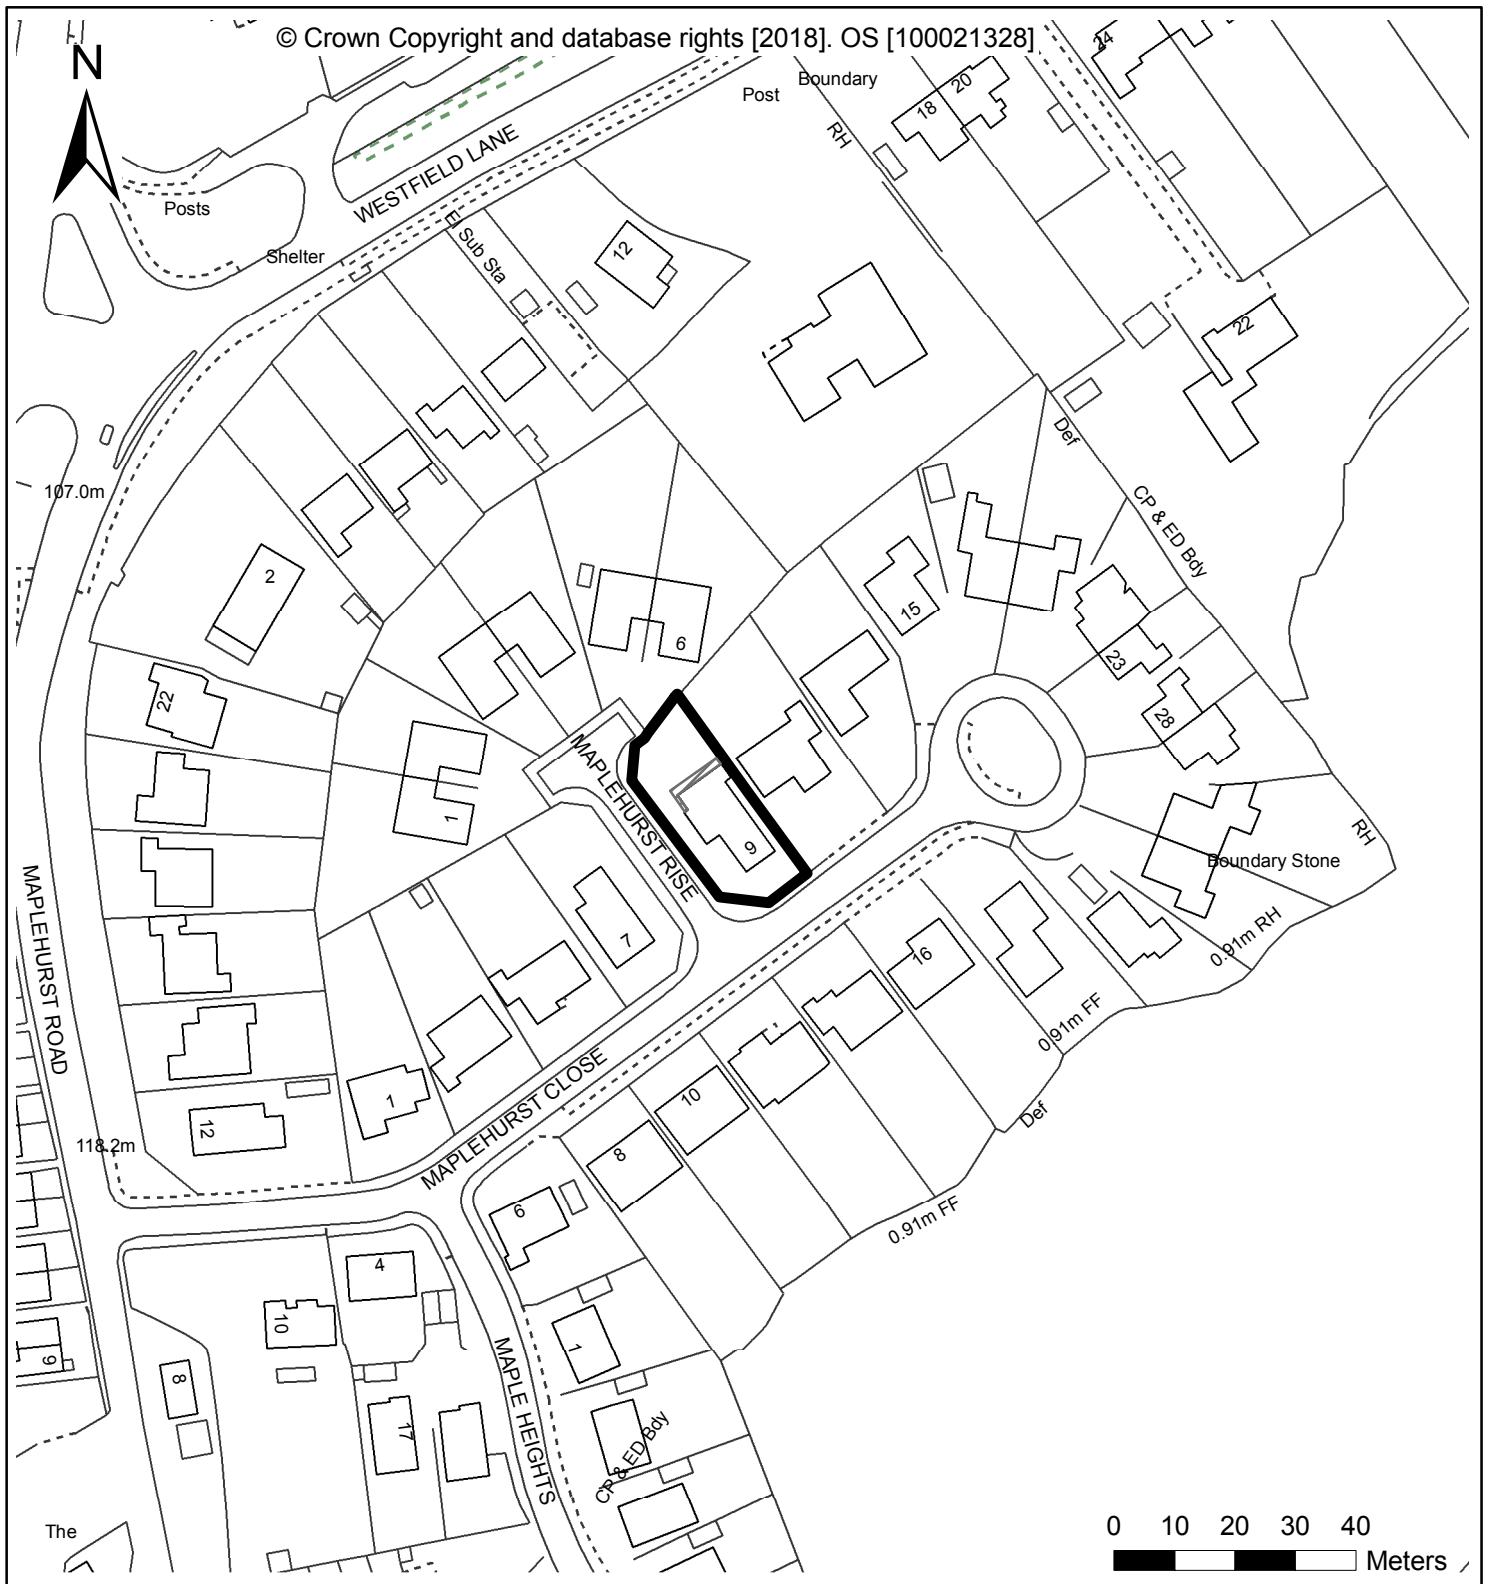 © Crown Copyright and database rights [2018]. OS [100021328]
N
24
Boundary
Post
20
18
RH
WESTFIELD LANE
Posts
Shelter
El Sub Sta
12
22
Def
107.0m
CP & ED Bdy
2
15
6
23
22
28
MAPLEHURST RISE
1
9
RH
Boundary Stone
MAPLEHURST ROAD
7
16
0.91m RH
0.91m FF
MAPLEHURST CLOSE
10
1
12
118.2m
8
Def
6
0.91m FF
4
10
1
9
8
MAPLE HEIGHTS
17
CP & ED Bdy
The
0 10 20 30 40
Meters